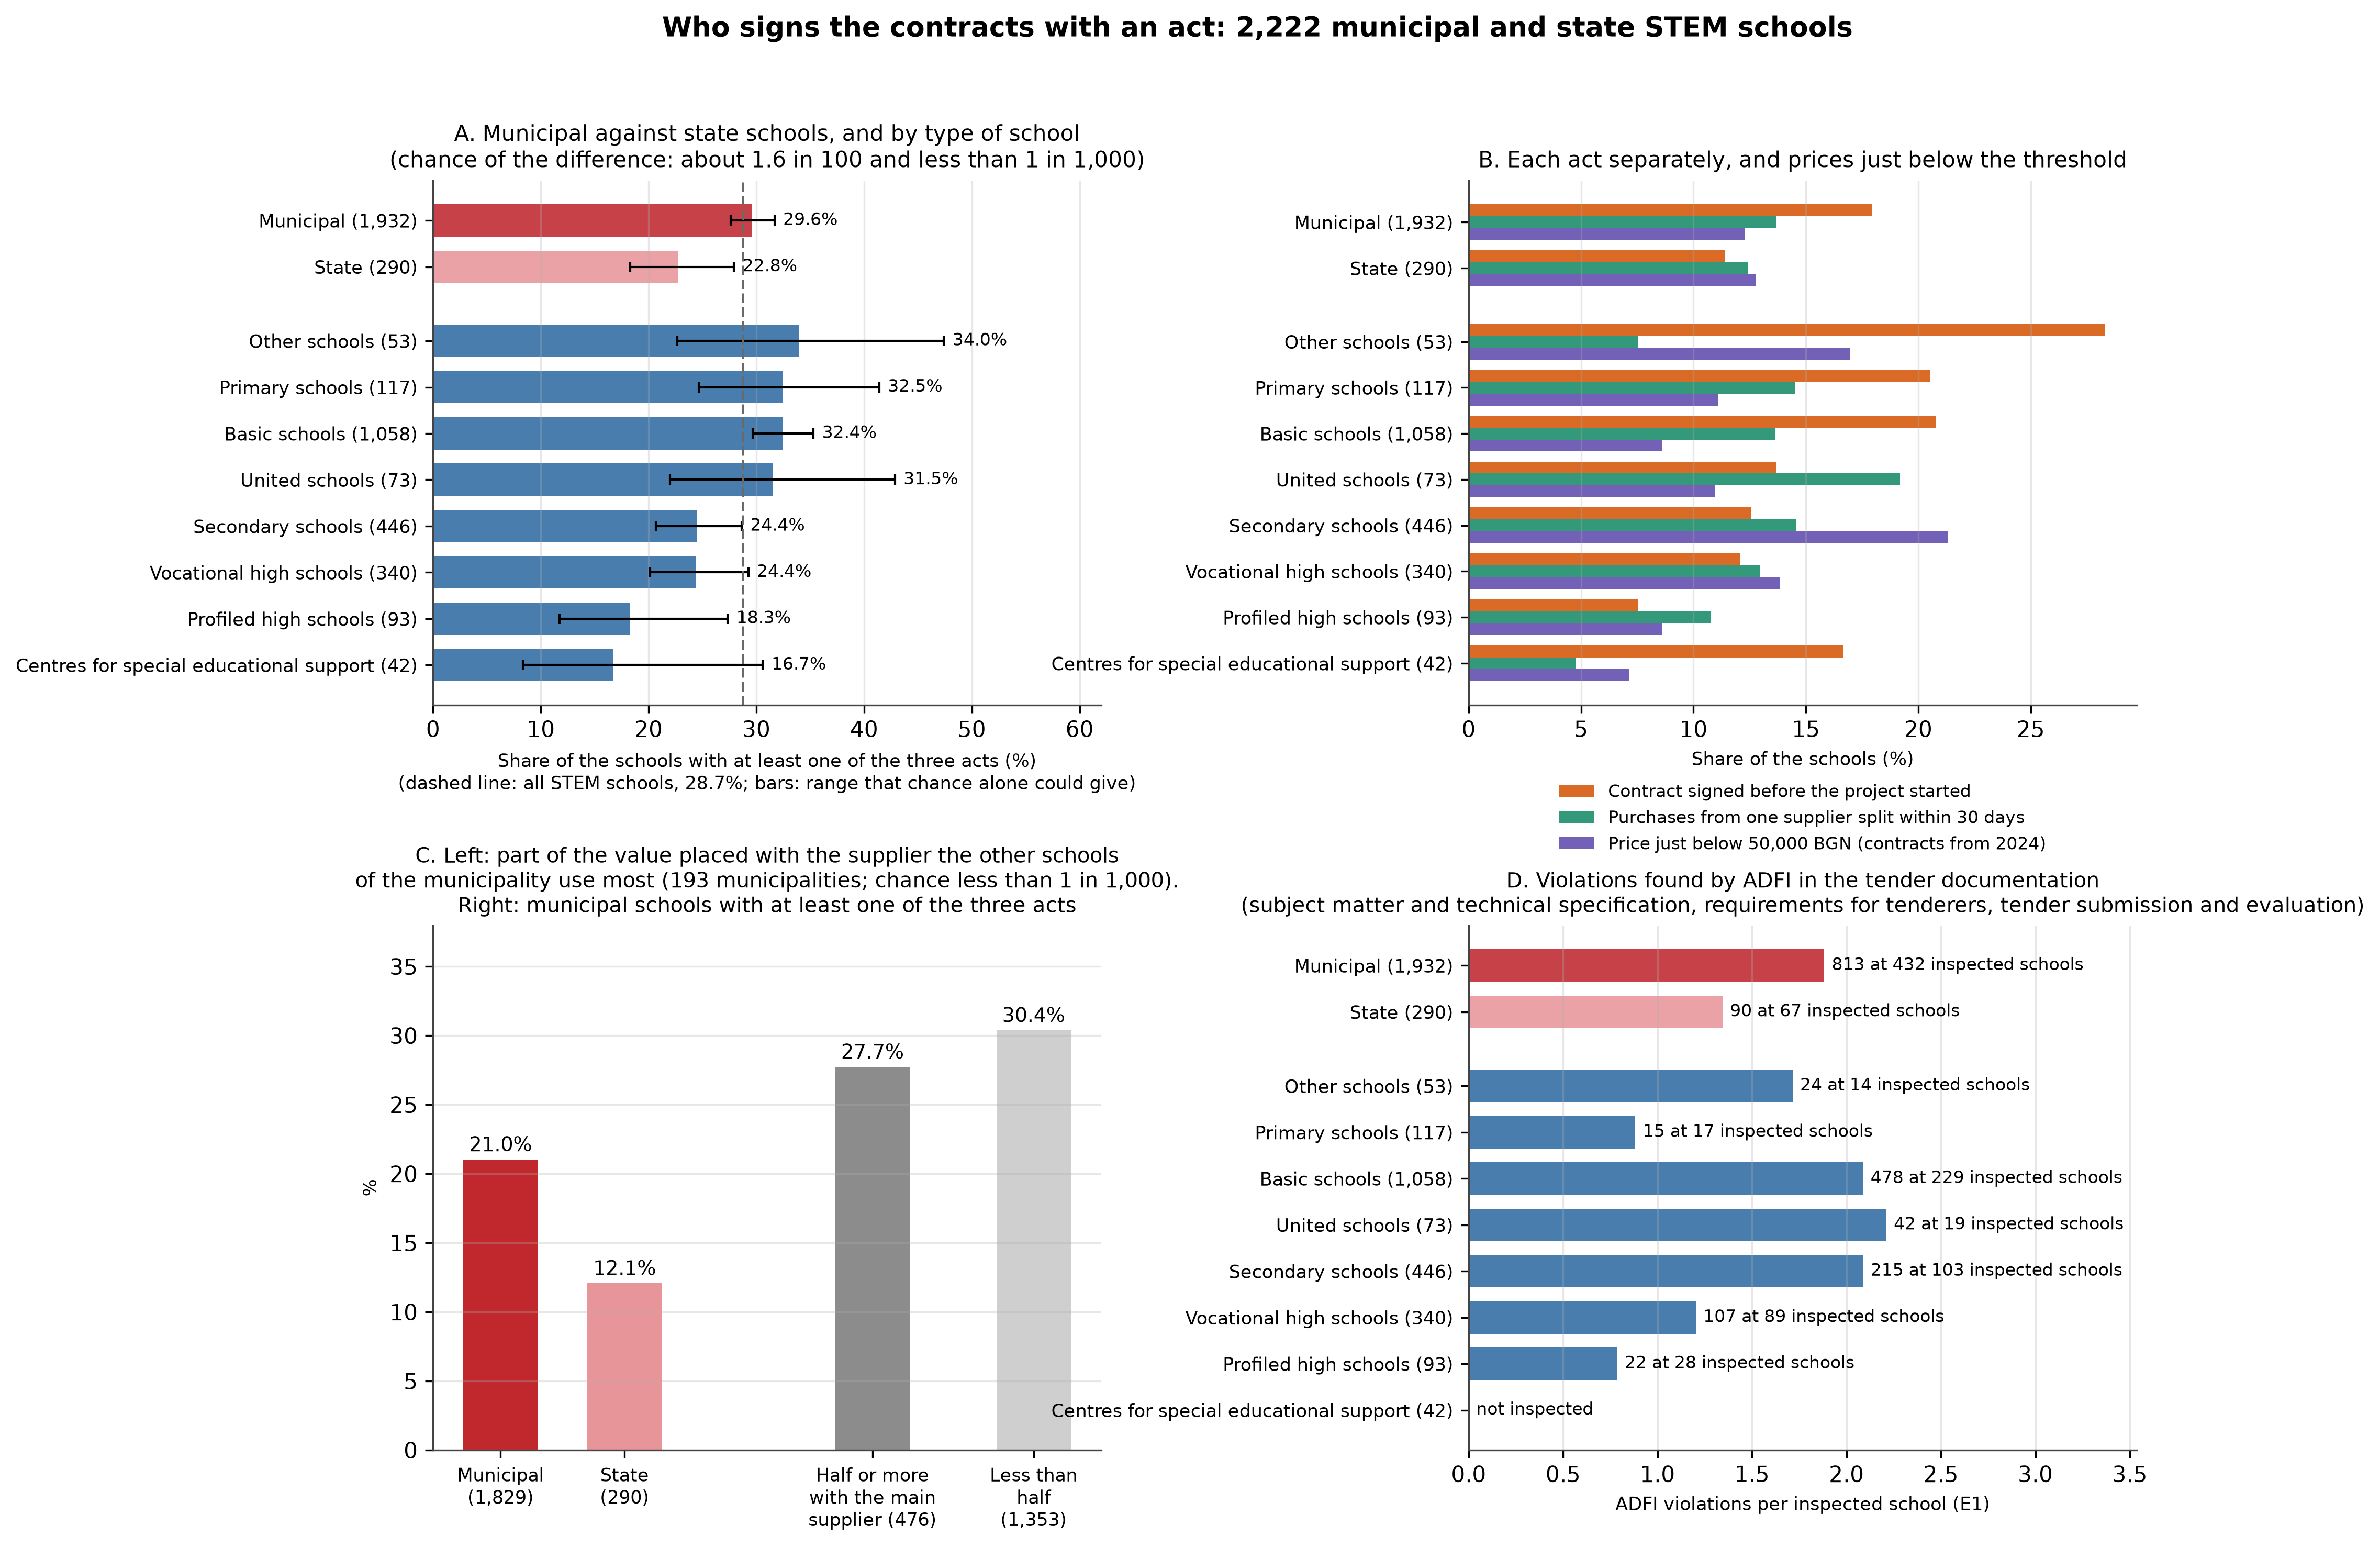 Who signs the contracts with an act: 2,222 municipal and state STEM schools
A. Municipal against state schools, and by type of school
(chance of the difference: about 1.6 in 100 and less than 1 in 1,000)
Municipal (1,932)
29.6%
State (290)
22.8%
Other schools (53)
34.0%
Primary schools (117)
32.5%
Basic schools (1,058)
32.4%
United schools (73)
31.5%
Secondary schools (446)
24.4%
Vocational high schools (340)
24.4%
Profiled high schools (93)
18.3%
Centres for special educational support (42)
16.7%
0 10 20 30 40 50 60
Share of the schools with at least one of the three acts (%)
(dashed line: all STEM schools, 28.7%; bars: range that chance alone could give)
B. Each act separately, and prices just below the threshold
Municipal (1,932)
State (290)
Other schools (53)
Primary schools (117)
Basic schools (1,058)
United schools (73)
Secondary schools (446)
Vocational high schools (340)
Profiled high schools (93)
Centres for special educational support (42)
0 5 10 15 20 25
Share of the schools (%)
Contract signed before the project started
Purchases from one supplier split within 30 days
Price just below 50,000 BGN (contracts from 2024)
C. Left: part of the value placed with the supplier the other schools
of the municipality use most (193 municipalities; chance less than 1 in 1,000).
Right: municipal schools with at least one of the three acts
%
35
30
25
20
15
10
5
0
21.0%
12.1%
27.7%
30.4%
Municipal
(1,829)
State
(290)
Half or more
with the main
supplier (476)
Less than
half
(1,353)
D. Violations found by ADFI in the tender documentation
(subject matter and technical specification, requirements for tenderers, tender submission and evaluation)
Municipal (1,932)
813 at 432 inspected schools
State (290)
90 at 67 inspected schools
Other schools (53)
24 at 14 inspected schools
Primary schools (117)
15 at 17 inspected schools
Basic schools (1,058)
478 at 229 inspected schools
United schools (73)
42 at 19 inspected schools
Secondary schools (446)
215 at 103 inspected schools
Vocational high schools (340)
107 at 89 inspected schools
Profiled high schools (93)
22 at 28 inspected schools
Centres for special educational support (42)
not inspected
0.0 0.5 1.0 1.5 2.0 2.5 3.0 3.5
ADFI violations per inspected school (E1)